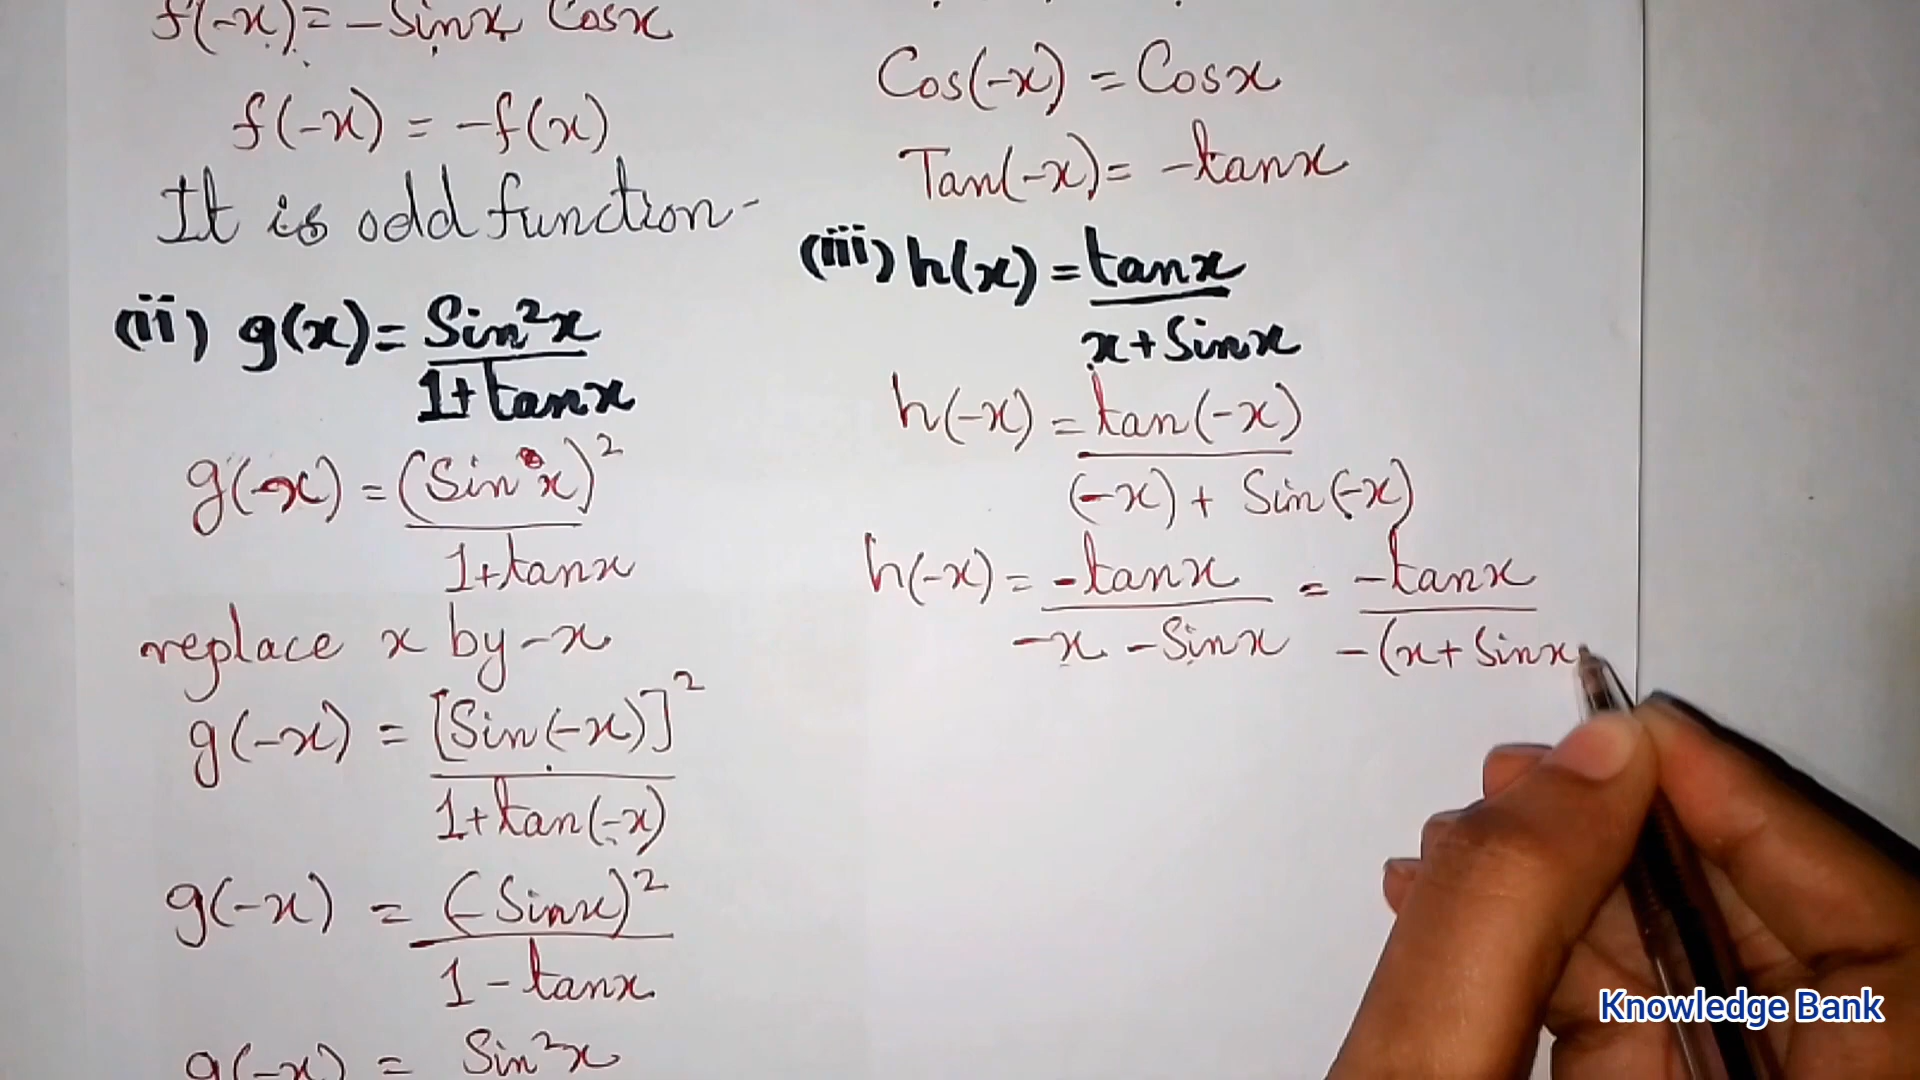 f(-x) = -Sinx Cosx
f(-x) = -f(x)
It is odd function-
(ii) g(x) = Sin²x
1+tanx
g(-x) = (Sin x)²
1+tanx
replace x by -x
g(-x) = [Sin(-x)]²
1+tan(-x)
g(-x) = (-Sinx)²
1-tanx
g(-x) = Sin²x
Cos(-x) = Cosx
Tan(-x) = -tanx
(iii) h(x) = tanx
x+Sinx
h(-x) = tan(-x)
(-x) + Sin(-x)
h(-x) = -tanx = -tanx
-x - Sinx -(x+Sinx
Knowledge Bank